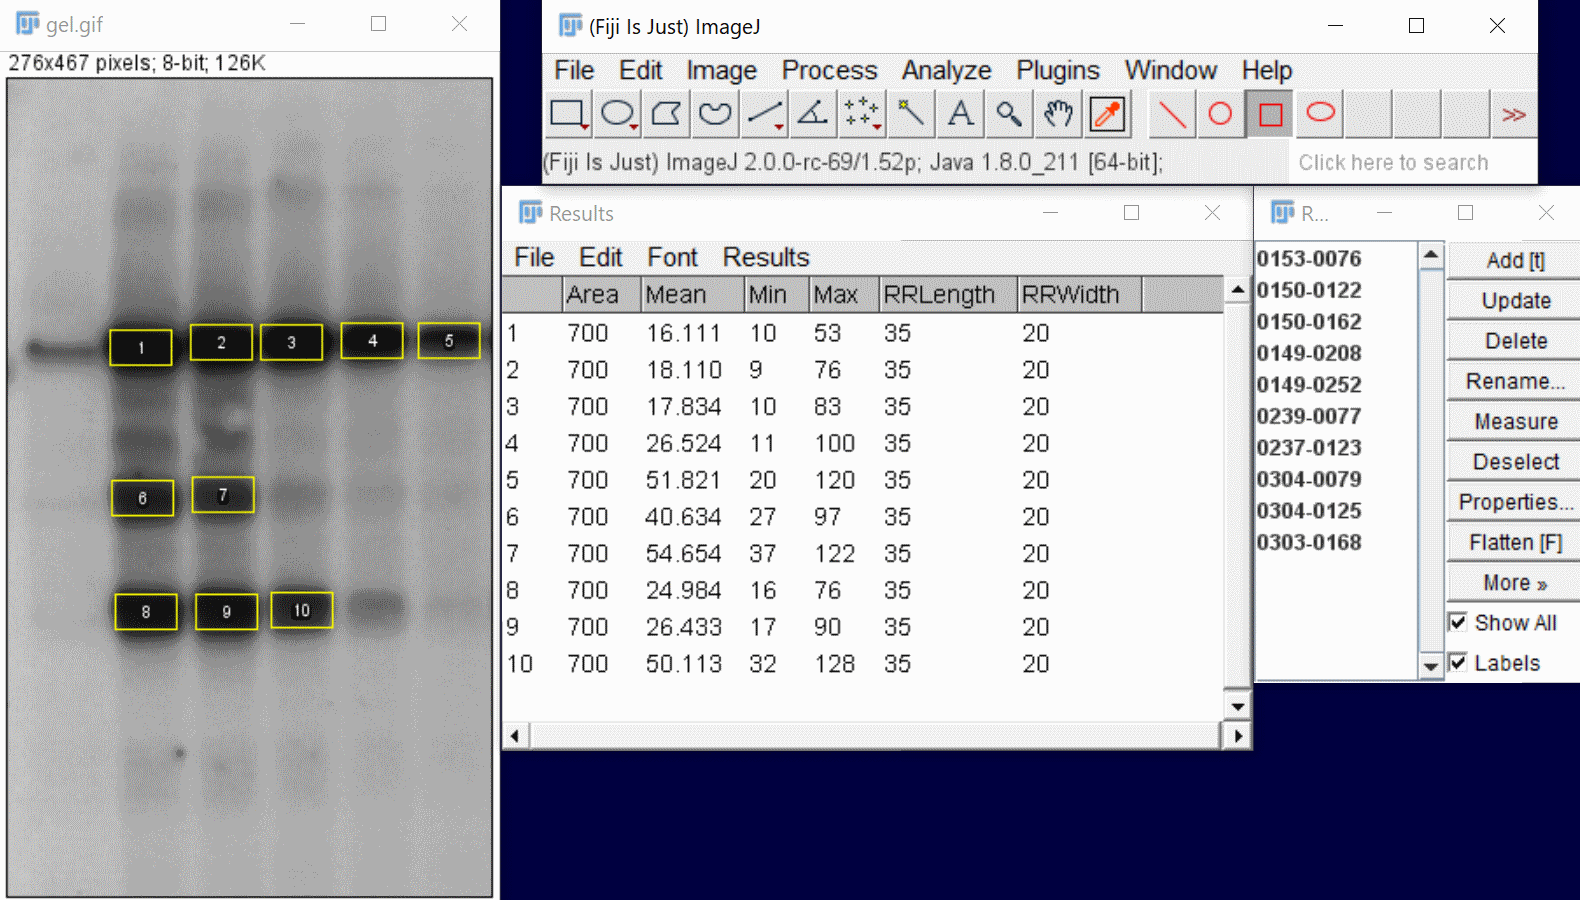 gel.gif
276x467 pixels; 8-bit; 126K
1 2 3 4 5
6 7
8 9 10
(Fiji Is Just) ImageJ
File Edit Image Process Analyze Plugins Window Help
A >>
(Fiji Is Just) ImageJ 2.0.0-rc-69/1.52p; Java 1.8.0_211 [64-bit]; Click here to search
Results
File Edit Font Results
Area Mean Min Max RRLength RRWidth
1 700 16.111 10 53 35 20
2 700 18.110 9 76 35 20
3 700 17.834 10 83 35 20
4 700 26.524 11 100 35 20
5 700 51.821 20 120 35 20
6 700 40.634 27 97 35 20
7 700 54.654 37 122 35 20
8 700 24.984 16 76 35 20
9 700 26.433 17 90 35 20
10 700 50.113 32 128 35 20
R...
0153-0076
0150-0122
0150-0162
0149-0208
0149-0252
0239-0077
0237-0123
0304-0079
0304-0125
0303-0168
Add [t]
Update
Delete
Rename...
Measure
Deselect
Properties...
Flatten [F]
More »
Show All
Labels